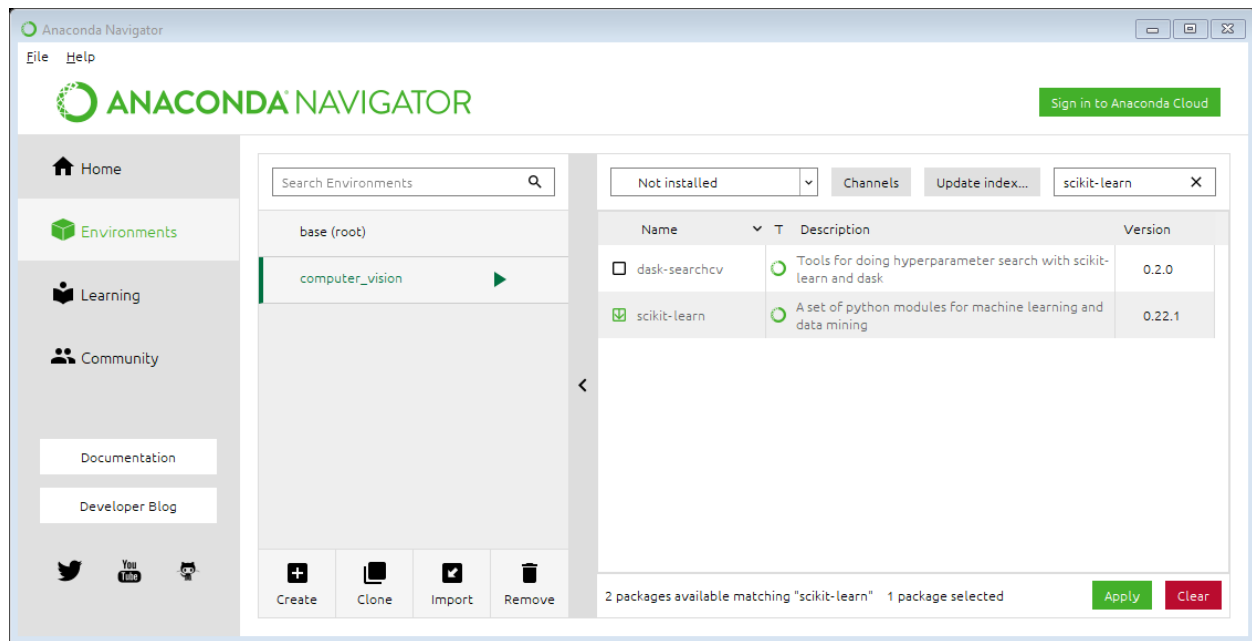 Anaconda Navigator
File Help
ANACONDA NAVIGATOR
Sign in to Anaconda Cloud
Home
Environments
Learning
Community
Documentation
Developer Blog
You
Tube
Search Environments
base (root)
computer_vision
Create Clone Import Remove
Not installed Channels Update index... scikit-learn
Name T Description Version
dask-searchcv Tools for doing hyperparameter search with scikit-
learn and dask 0.2.0
scikit-learn A set of python modules for machine learning and
data mining 0.22.1
2 packages available matching "scikit-learn" 1 package selected
Apply Clear